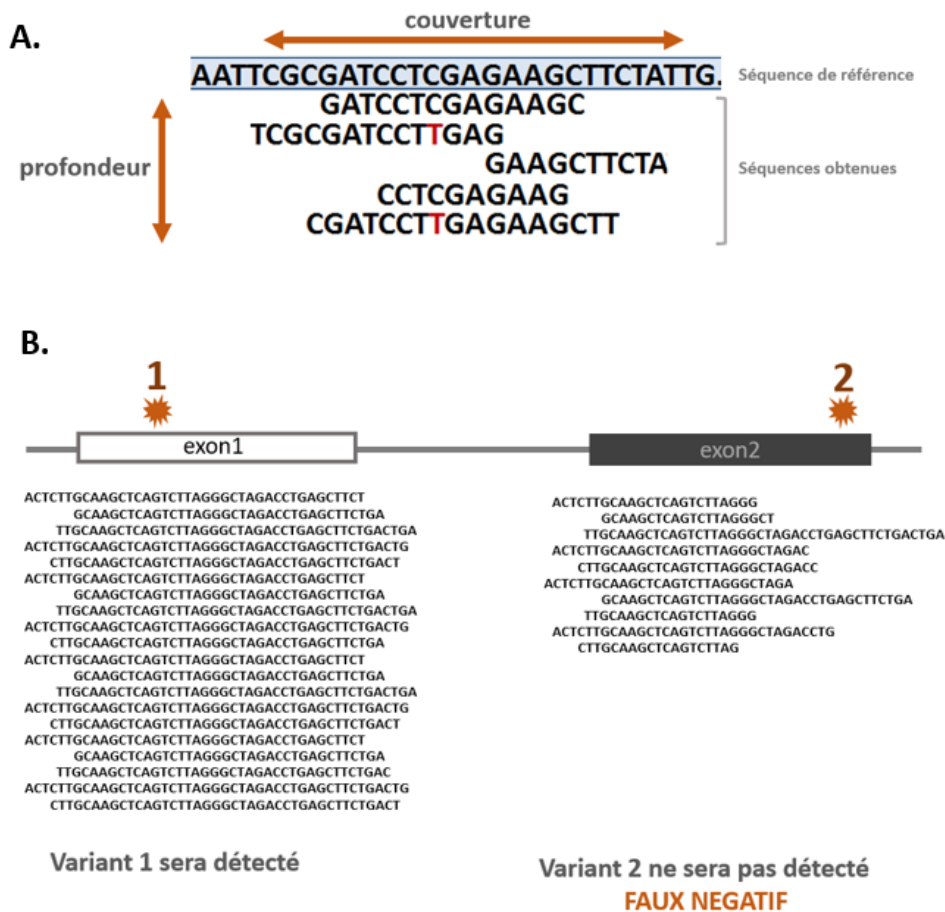 A.
couverture
AATTCGCGATCCTCGAGAAGCTTCTATTG.
Séquence de référence
GATCCTCGAGAAGC
TCGCGATCCTTGAG
profondeur
GAAGCTTCTA
Séquences obtenues
CCTCGAGAAG
CGATCCTTGAGAAGCTT
B.
1
2
exon1
exon2
ACTCTTGCAAGCTCAGTCTTAGGGCTAGACCTGAGCTTCT
GCAAGCTCAGTCTTAGGGCTAGACCTGAGCTTCTGA
TTGCAAGCTCAGTCTTAGGGCTAGACCTGAGCTTCTGACTGA
ACTCTTGCAAGCTCAGTCTTAGGGCTAGACCTGAGCTTCTGACTG
CTTGCAAGCTCAGTCTTAGGGCTAGACCTGAGCTTCTGACT
ACTCTTGCAAGCTCAGTCTTAGGGCTAGACCTGAGCTTCT
GCAAGCTCAGTCTTAGGGCTAGACCTGAGCTTCTGA
TTGCAAGCTCAGTCTTAGGGCTAGACCTGAGCTTCTGACTGA
ACTCTTGCAAGCTCAGTCTTAGGGCTAGACCTGAGCTTCTGACTG
CTTGCAAGCTCAGTCTTAGGGCTAGACCTGAGCTTCTGA
ACTCTTGCAAGCTCAGTCTTAGGGCTAGACCTGAGCTTCT
GCAAGCTCAGTCTTAGGGCTAGACCTGAGCTTCTGA
TTGCAAGCTCAGTCTTAGGGCTAGACCTGAGCTTCTGACTGA
ACTCTTGCAAGCTCAGTCTTAGGGCTAGACCTGAGCTTCTGACTG
CTTGCAAGCTCAGTCTTAGGGCTAGACCTGAGCTTCTGACT
ACTCTTGCAAGCTCAGTCTTAGGGCTAGACCTGAGCTTCT
GCAAGCTCAGTCTTAGGGCTAGACCTGAGCTTCTGA
TTGCAAGCTCAGTCTTAGGGCTAGACCTGAGCTTCTGAC
ACTCTTGCAAGCTCAGTCTTAGGGCTAGACCTGAGCTTCTGACTG
CTTGCAAGCTCAGTCTTAGGGCTAGACCTGAGCTTCTGACT
ACTCTTGCAAGCTCAGTCTTAGGG
GCAAGCTCAGTCTTAGGGCT
TTGCAAGCTCAGTCTTAGGGCTAGACCTGAGCTTCTGACTGA
ACTCTTGCAAGCTCAGTCTTAGGGCTAGAC
CTTGCAAGCTCAGTCTTAGGGCTAGACC
ACTCTTGCAAGCTCAGTCTTAGGGCTAGA
GCAAGCTCAGTCTTAGGGCTAGACCTGAGCTTCTGA
TTGCAAGCTCAGTCTTAGGG
ACTCTTGCAAGCTCAGTCTTAGGGCTAGACCTG
CTTGCAAGCTCAGTCTTAG
Variant 1 sera détecté
Variant 2 ne sera pas détecté
FAUX NEGATIF